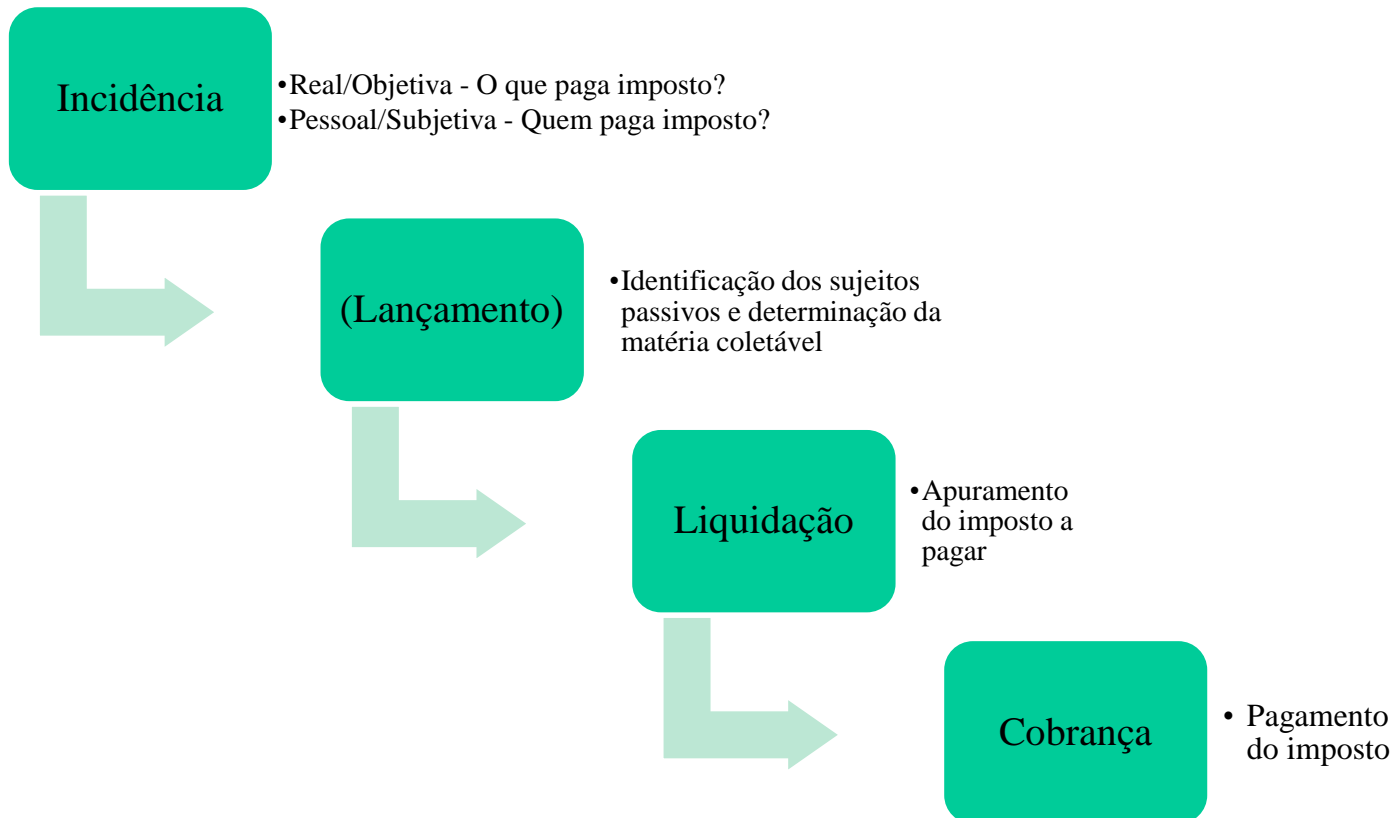 Incidência
•Real/Objetiva - O que paga imposto?
•Pessoal/Subjetiva - Quem paga imposto?
(Lançamento)
•Identificação dos sujeitos
passivos e determinação da
matéria coletável
Liquidação
•Apuramento
do imposto a
pagar
Cobrança
• Pagamento
do imposto